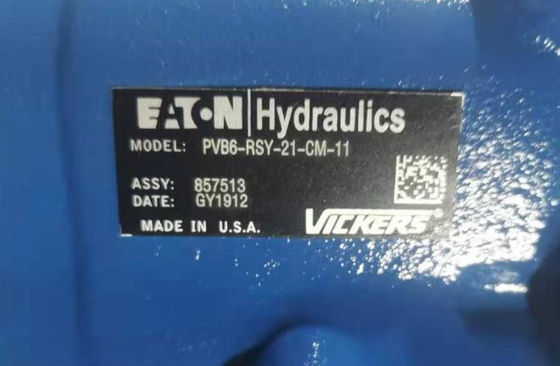 EATON Hydraulics
MODEL: PVB6-RSY-21-CM-11
ASSY: 857513
DATE: GY1912
MADE IN U.S.A.
VICKERS®